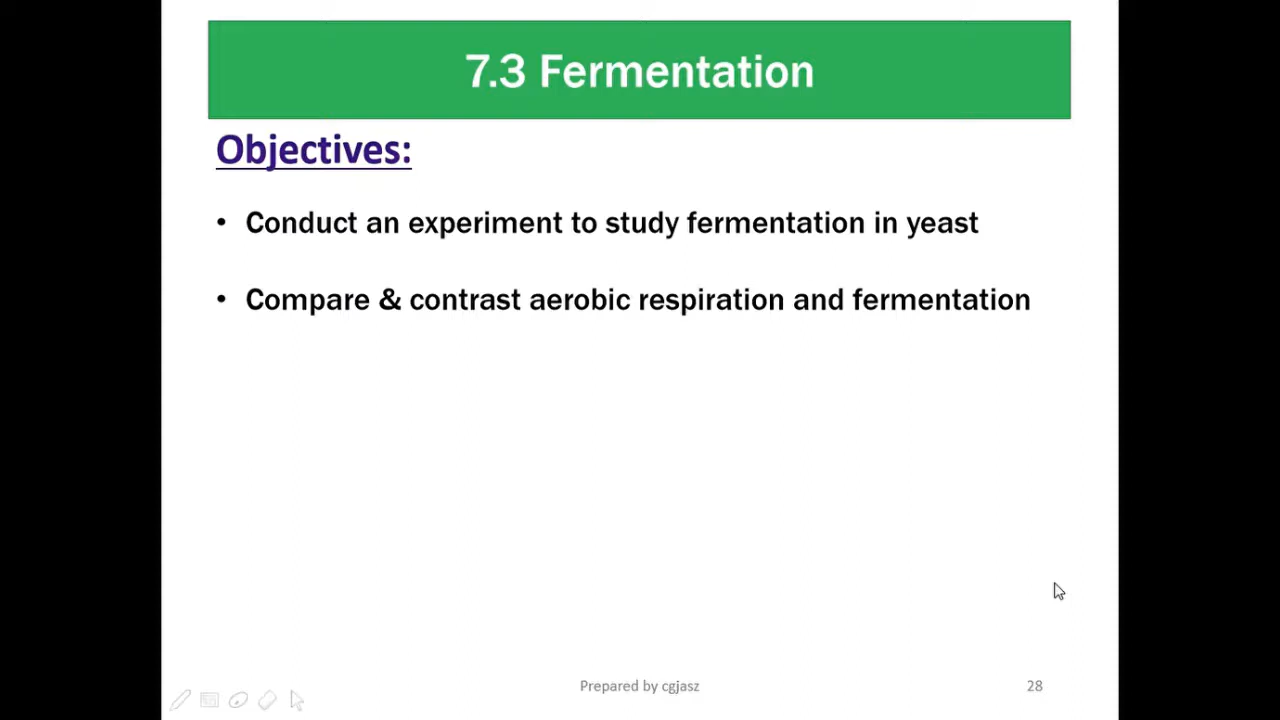 7.3 Fermentation
Objectives:
• Conduct an experiment to study fermentation in yeast
• Compare & contrast aerobic respiration and fermentation
Prepared by cgjasz
28